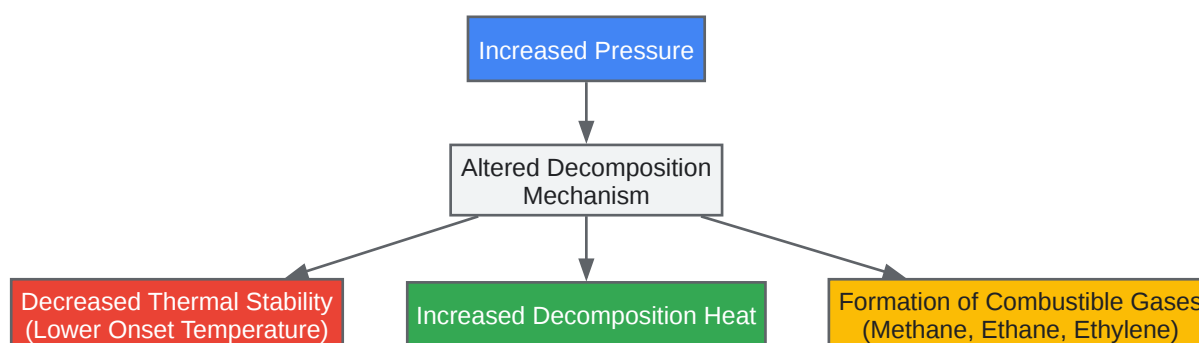 Increased Pressure
Altered Decomposition
Mechanism
Decreased Thermal Stability
(Lower Onset Temperature)
Increased Decomposition Heat
Formation of Combustible Gases
(Methane, Ethane, Ethylene)